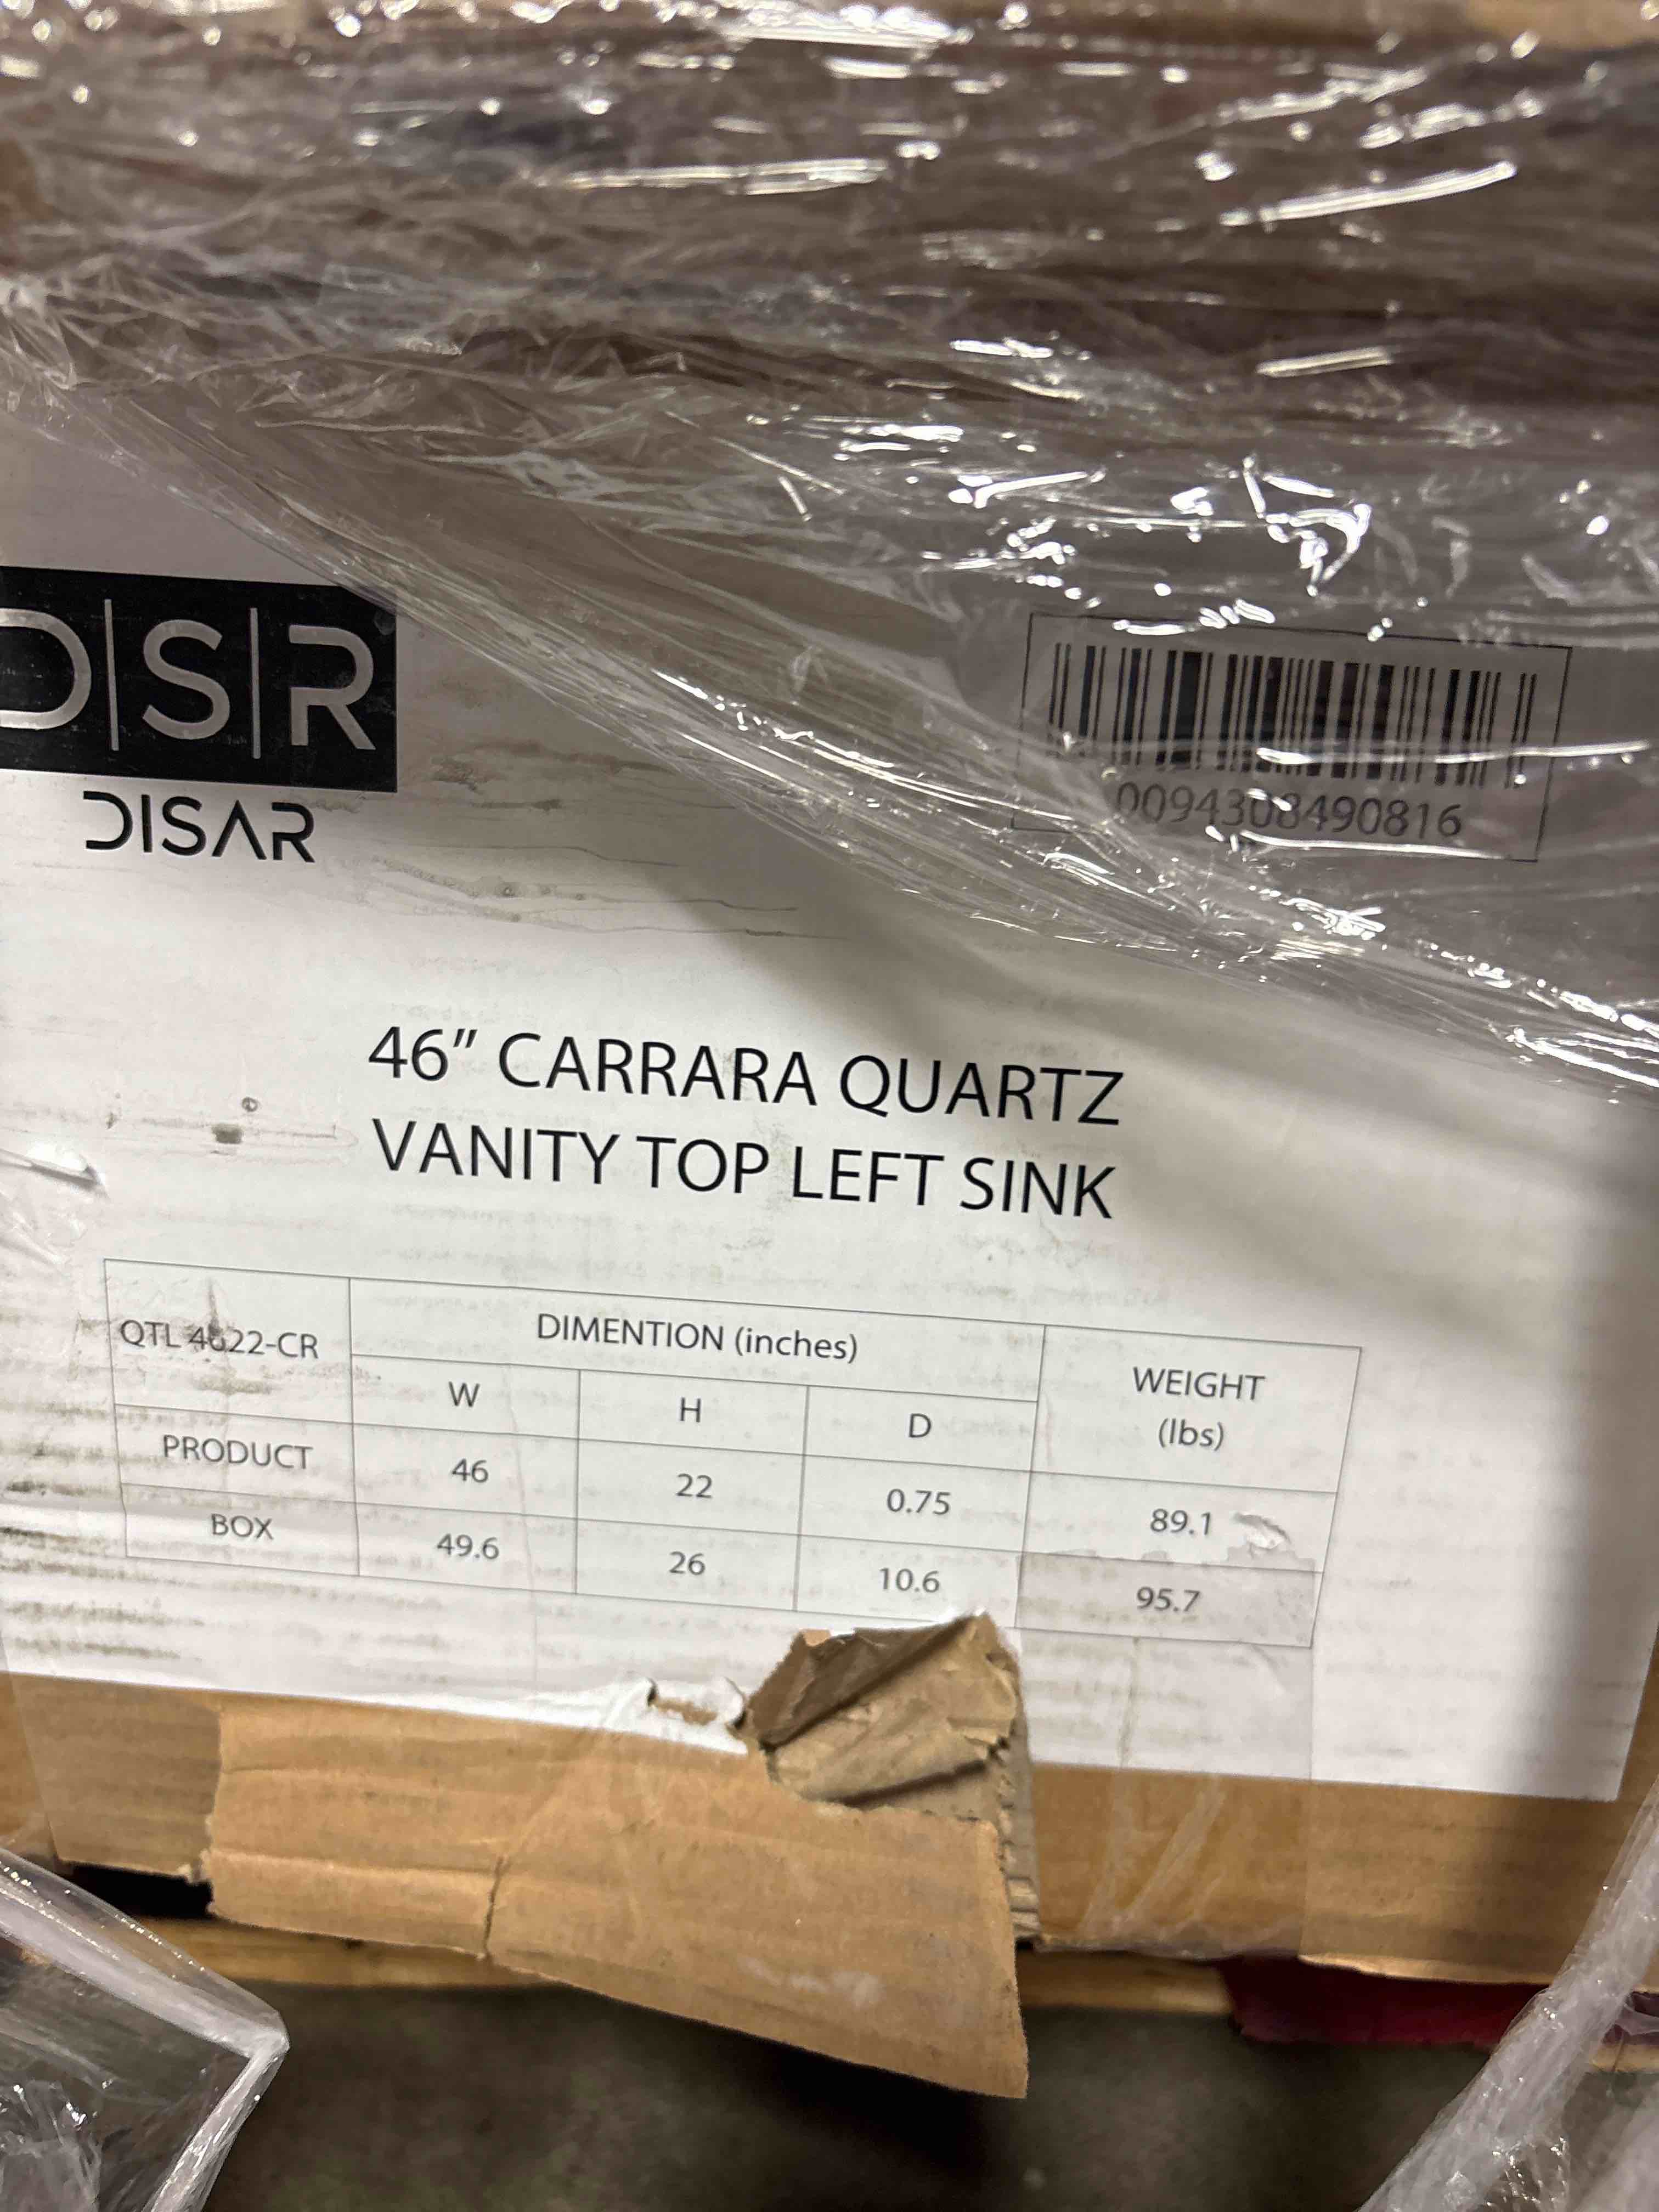 D|S|R
DISAR
0094308490816
46" CARRARA QUARTZ
VANITY TOP LEFT SINK
QTL 4622-CR
DIMENTION (inches)
WEIGHT
(lbs)
W H D
PRODUCT 46 22 0.75 89.1
BOX 49.6 26 10.6 95.7